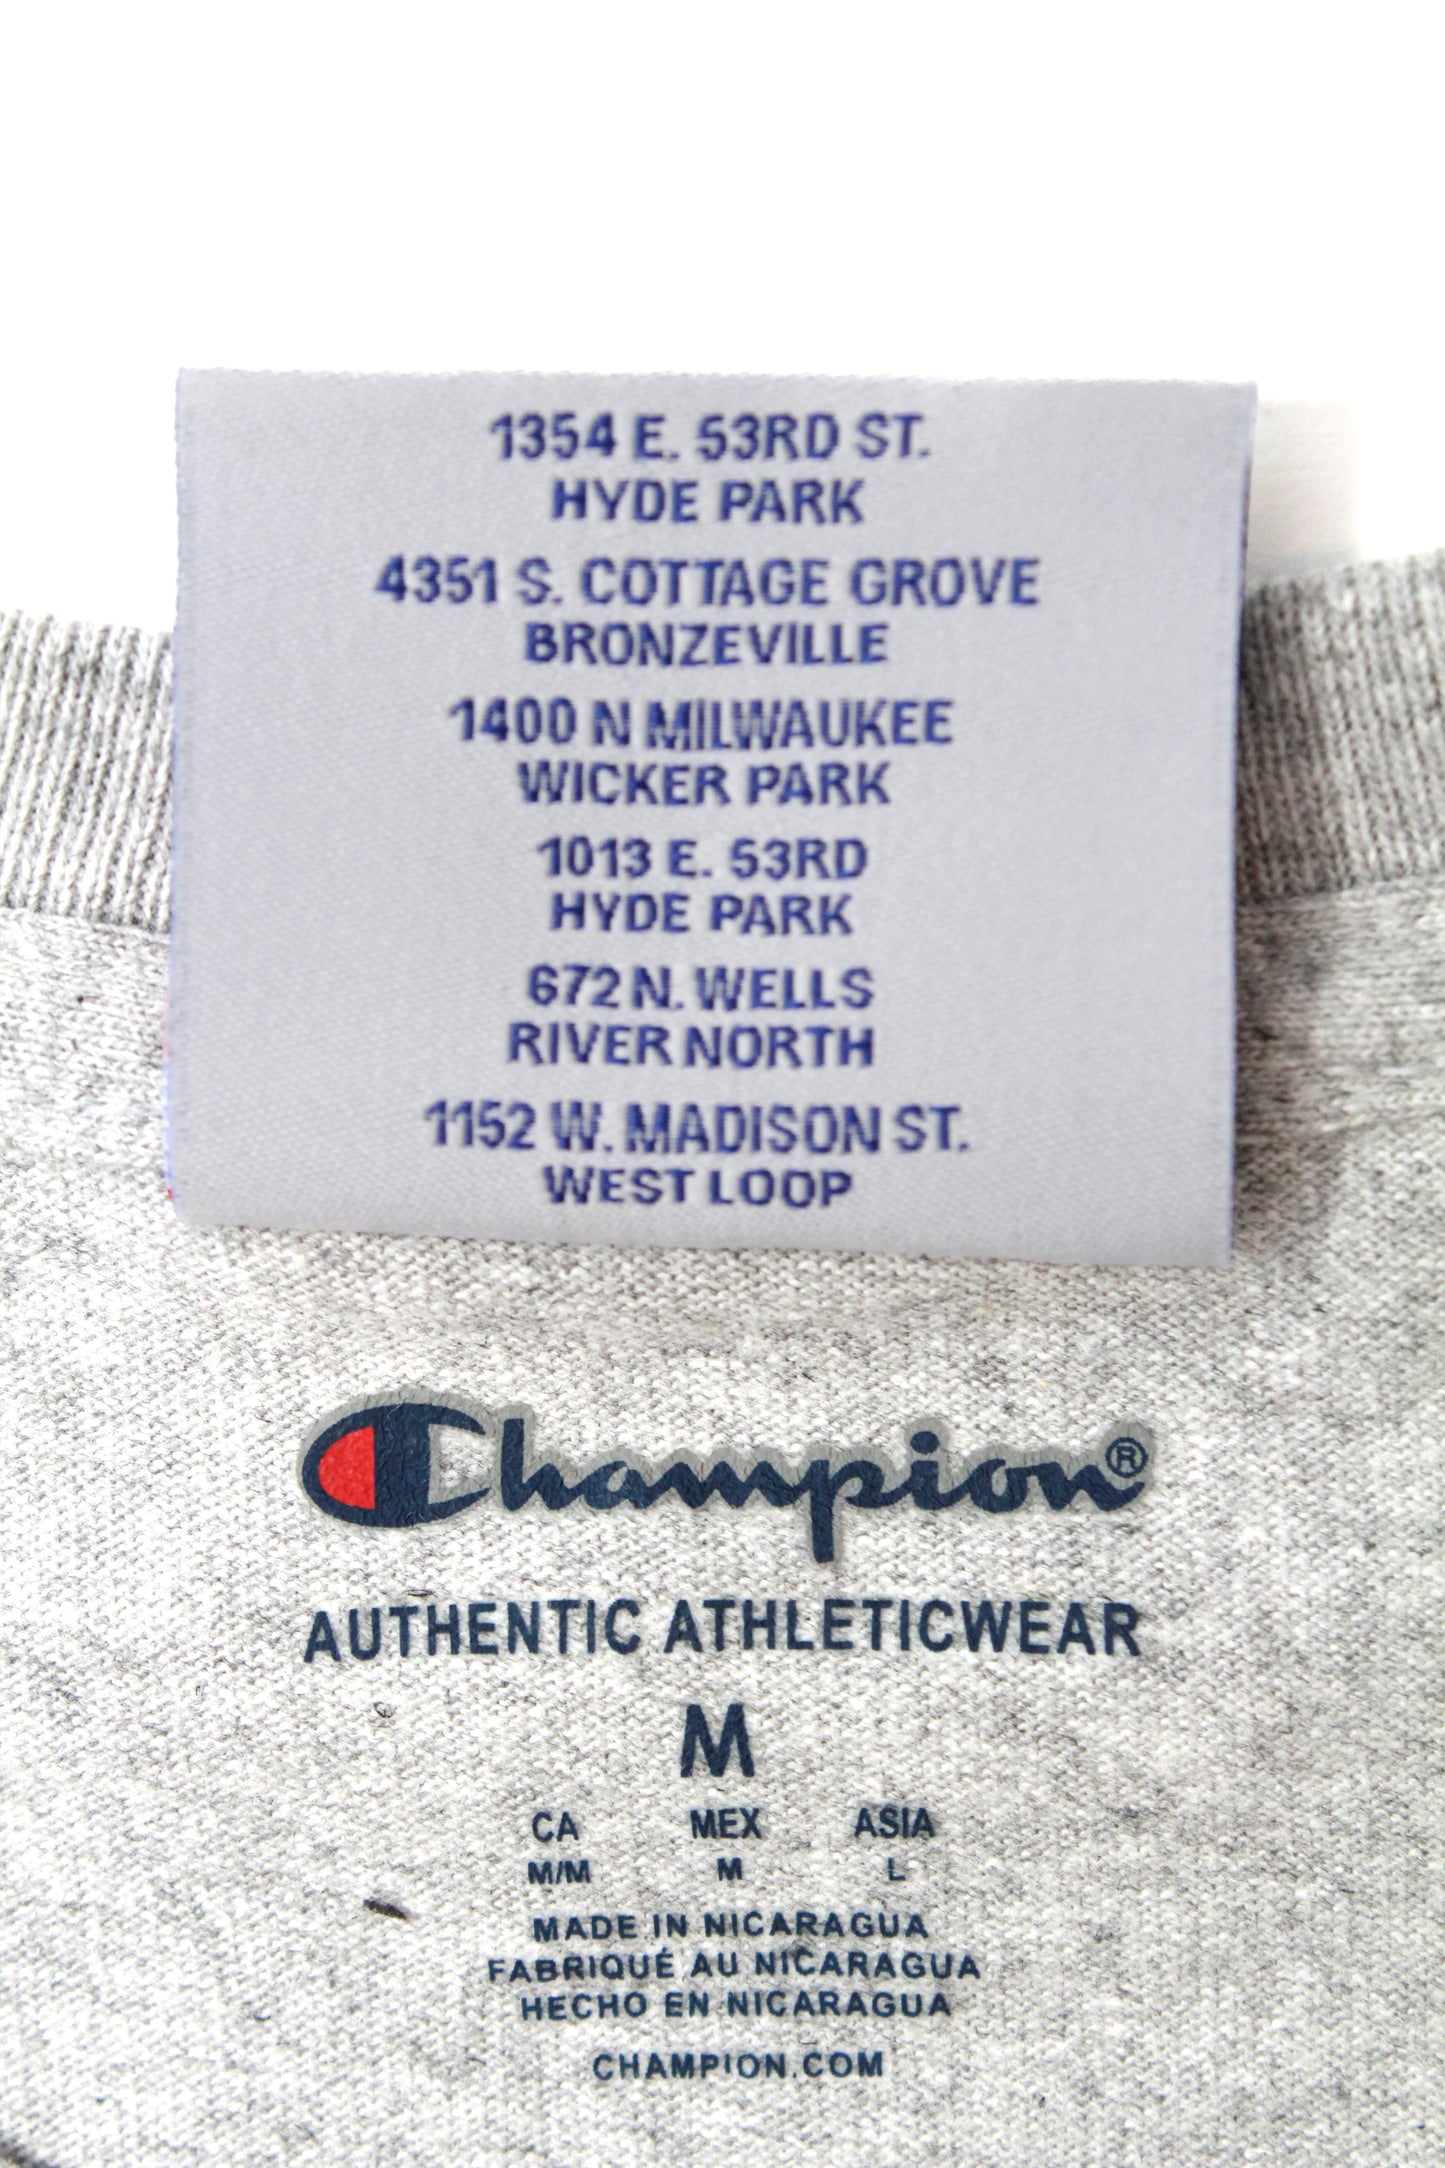 1354 E. 53RD ST.
HYDE PARK
4351 S. COTTAGE GROVE
BRONZEVILLE
1400 N MILWAUKEE
WICKER PARK
1013 E. 53RD
HYDE PARK
672 N. WELLS
RIVER NORTH
1152 W. MADISON ST.
WEST LOOP
Champion®
AUTHENTIC ATHLETICWEAR
M
CA MEX ASIA
M/M M L
MADE IN NICARAGUA
FABRIQUÉ AU NICARAGUA
HECHO EN NICARAGUA
CHAMPION.COM